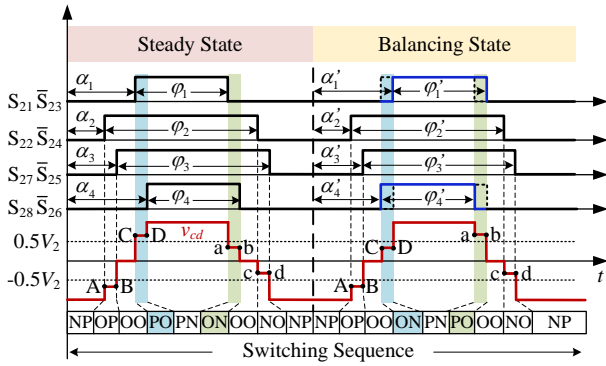 Steady State Balancing State
α₁ φ₁ α₁' φ₁'
S₂₁ S̅₂₃
α₂ φ₂ α₂' φ₂'
S₂₂ S̅₂₄
α₃ φ₃ α₃' φ₃'
S₂₇ S̅₂₅
α₄ φ₄ α₄' φ₄'
S₂₈ S̅₂₆
0.5V₂ C D v_cd a b C D a b t
-0.5V₂ A B c d A B c d
NP OP OO PO PN ON OO NO NP OP OO ON PN PO OO NO NP
Switching Sequence